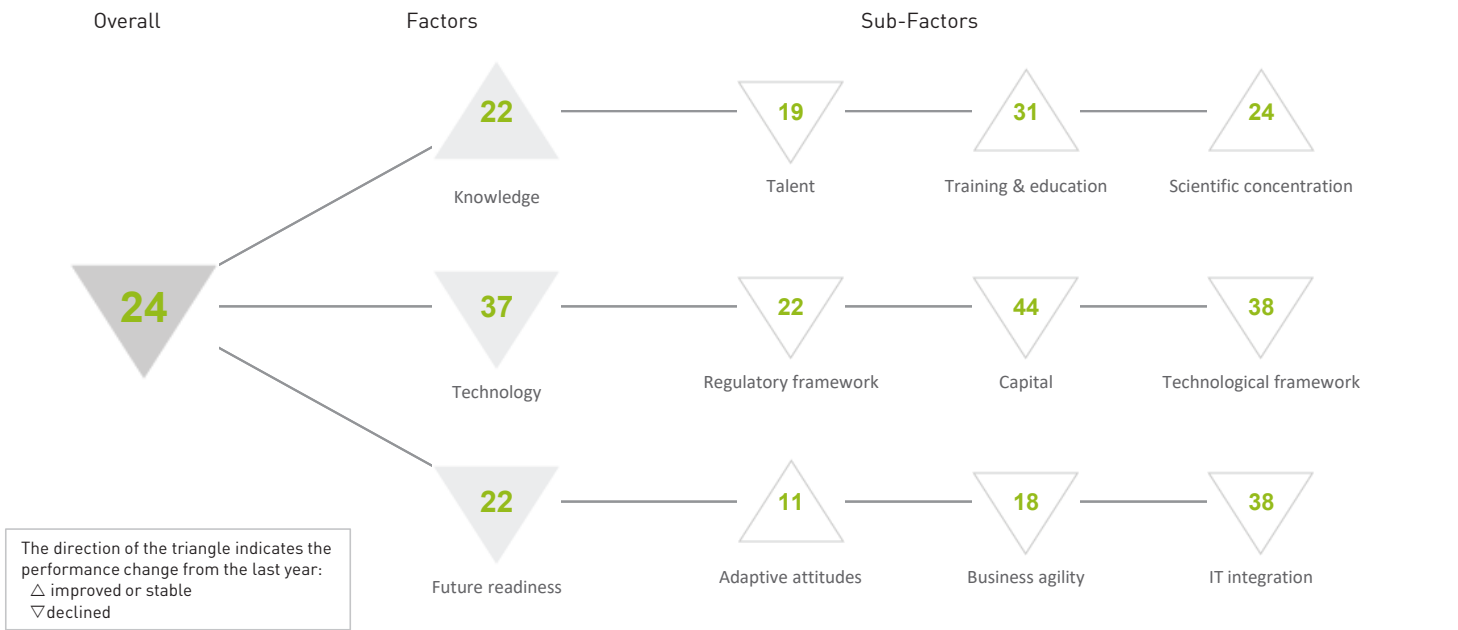 Overall
Factors
Sub-Factors
22
19
31
24
Knowledge
Talent
Training & education
Scientific concentration
24
37
22
44
38
Technology
Regulatory framework
Capital
Technological framework
22
11
18
38
Future readiness
Adaptive attitudes
Business agility
IT integration
The direction of the triangle indicates the
performance change from the last year:
△ improved or stable
▽declined